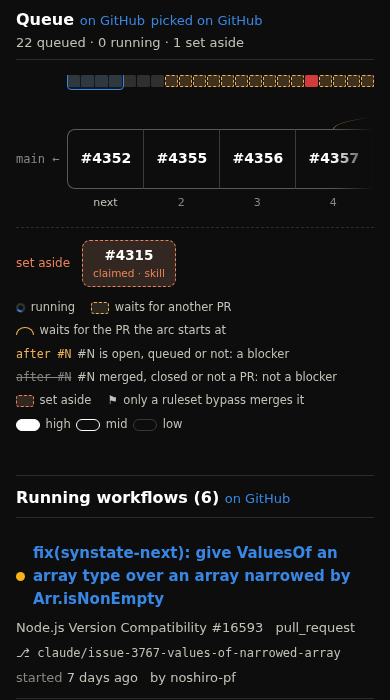 Queue on GitHub picked on GitHub
22 queued · 0 running · 1 set aside
main ← #4352 #4355 #4356 #4357
next 2 3 4
set aside #4315
claimed · skill
running waits for another PR
waits for the PR the arc starts at
after #N #N is open, queued or not: a blocker
after #N #N merged, closed or not a PR: not a blocker
set aside ⚑ only a ruleset bypass merges it
high mid low
Running workflows (6) on GitHub
fix(synstate-next): give ValuesOf an
array type over an array narrowed by
Arr.isNonEmpty
Node.js Version Compatibility #16593 pull_request
⎇ claude/issue-3767-values-of-narrowed-array
started 7 days ago by noshiro-pf